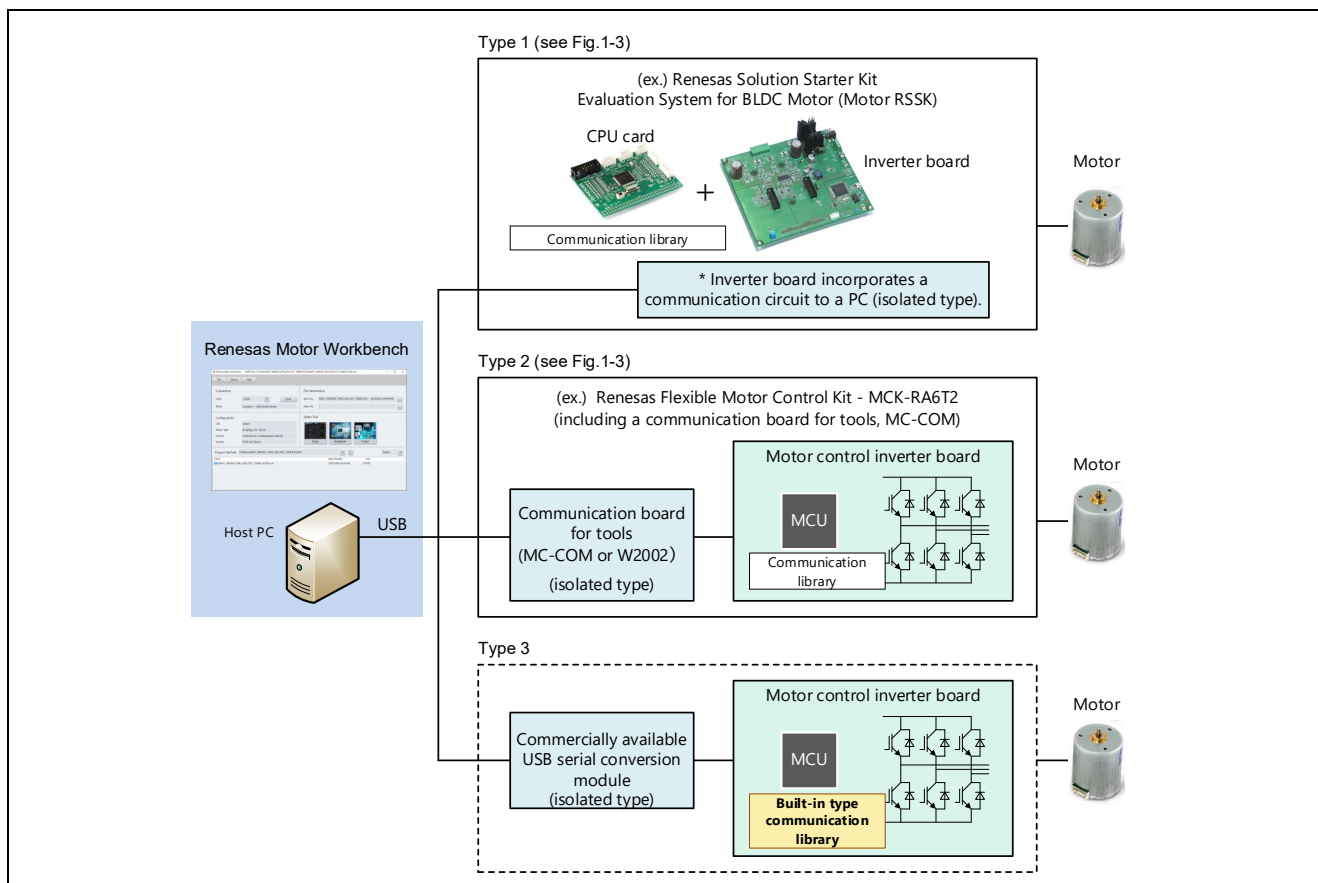 Type 1 (see Fig.1-3)
(ex.) Renesas Solution Starter Kit
Evaluation System for BLDC Motor (Motor RSSK)
CPU card
Inverter board
Motor
Communication library
* Inverter board incorporates a
communication circuit to a PC (isolated type).
Renesas Motor Workbench
Host PC
USB
Type 2 (see Fig.1-3)
(ex.) Renesas Flexible Motor Control Kit - MCK-RA6T2
(including a communication board for tools, MC-COM)
Communication board
for tools
(MC-COM or W2002)
(isolated type)
Motor control inverter board
MCU
Communication
library
Motor
Type 3
Commercially available
USB serial conversion
module
(isolated type)
Motor control inverter board
MCU
Built-in type
communication
library
Motor